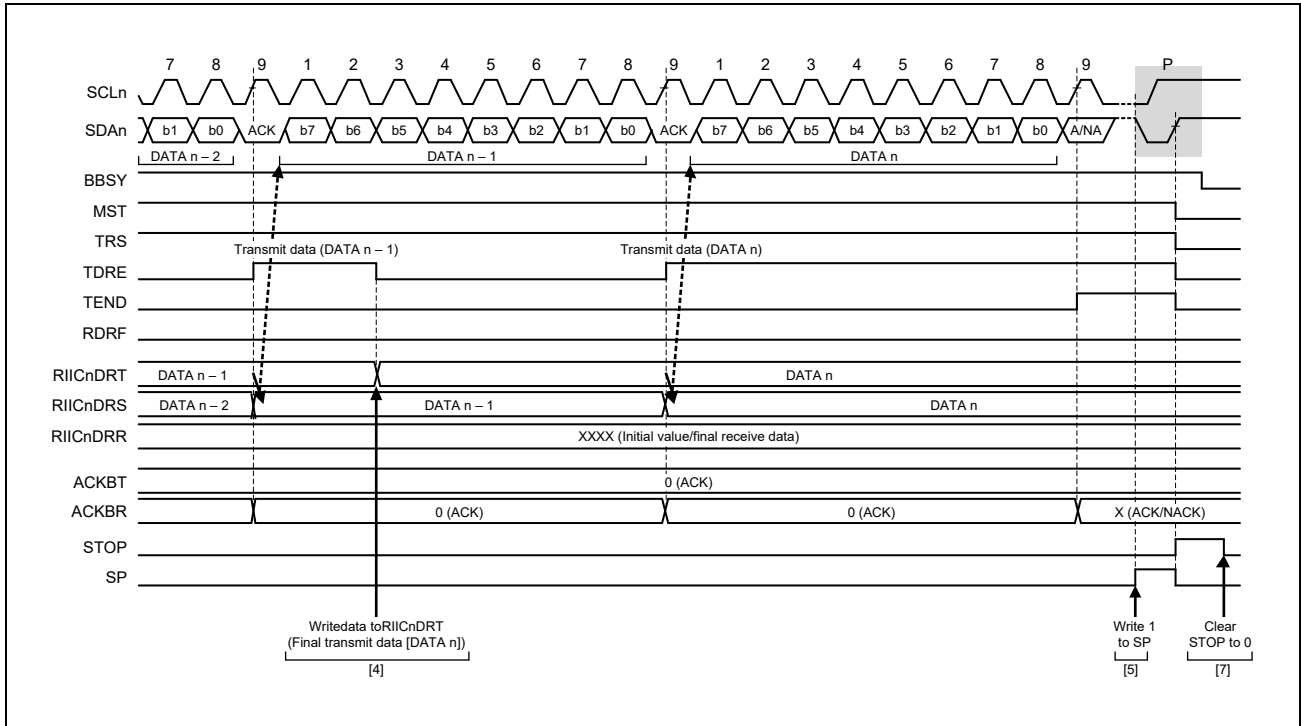 7 8 9 1 2 3 4 5 6 7 8 9 1 2 3 4 5 6 7 8 9 P
SCLn
SDAn b1 b0 ACK b7 b6 b5 b4 b3 b2 b1 b0 ACK b7 b6 b5 b4 b3 b2 b1 b0 A/NA
DATA n – 2 DATA n – 1 DATA n
BBSY
MST
TRS
Transmit data (DATA n – 1) Transmit data (DATA n)
TDRE
TEND
RDRF
RIICnDRT DATA n – 1 DATA n
RIICnDRS DATA n – 2 DATA n – 1 DATA n
RIICnDRR XXXX (Initial value/final receive data)
ACKBT 0 (ACK)
ACKBR 0 (ACK) 0 (ACK) X (ACK/NACK)
STOP
SP
Writedata toRIICnDRT Write 1 Clear
(Final transmit data [DATA n]) to SP STOP to 0
[4] [5] [7]